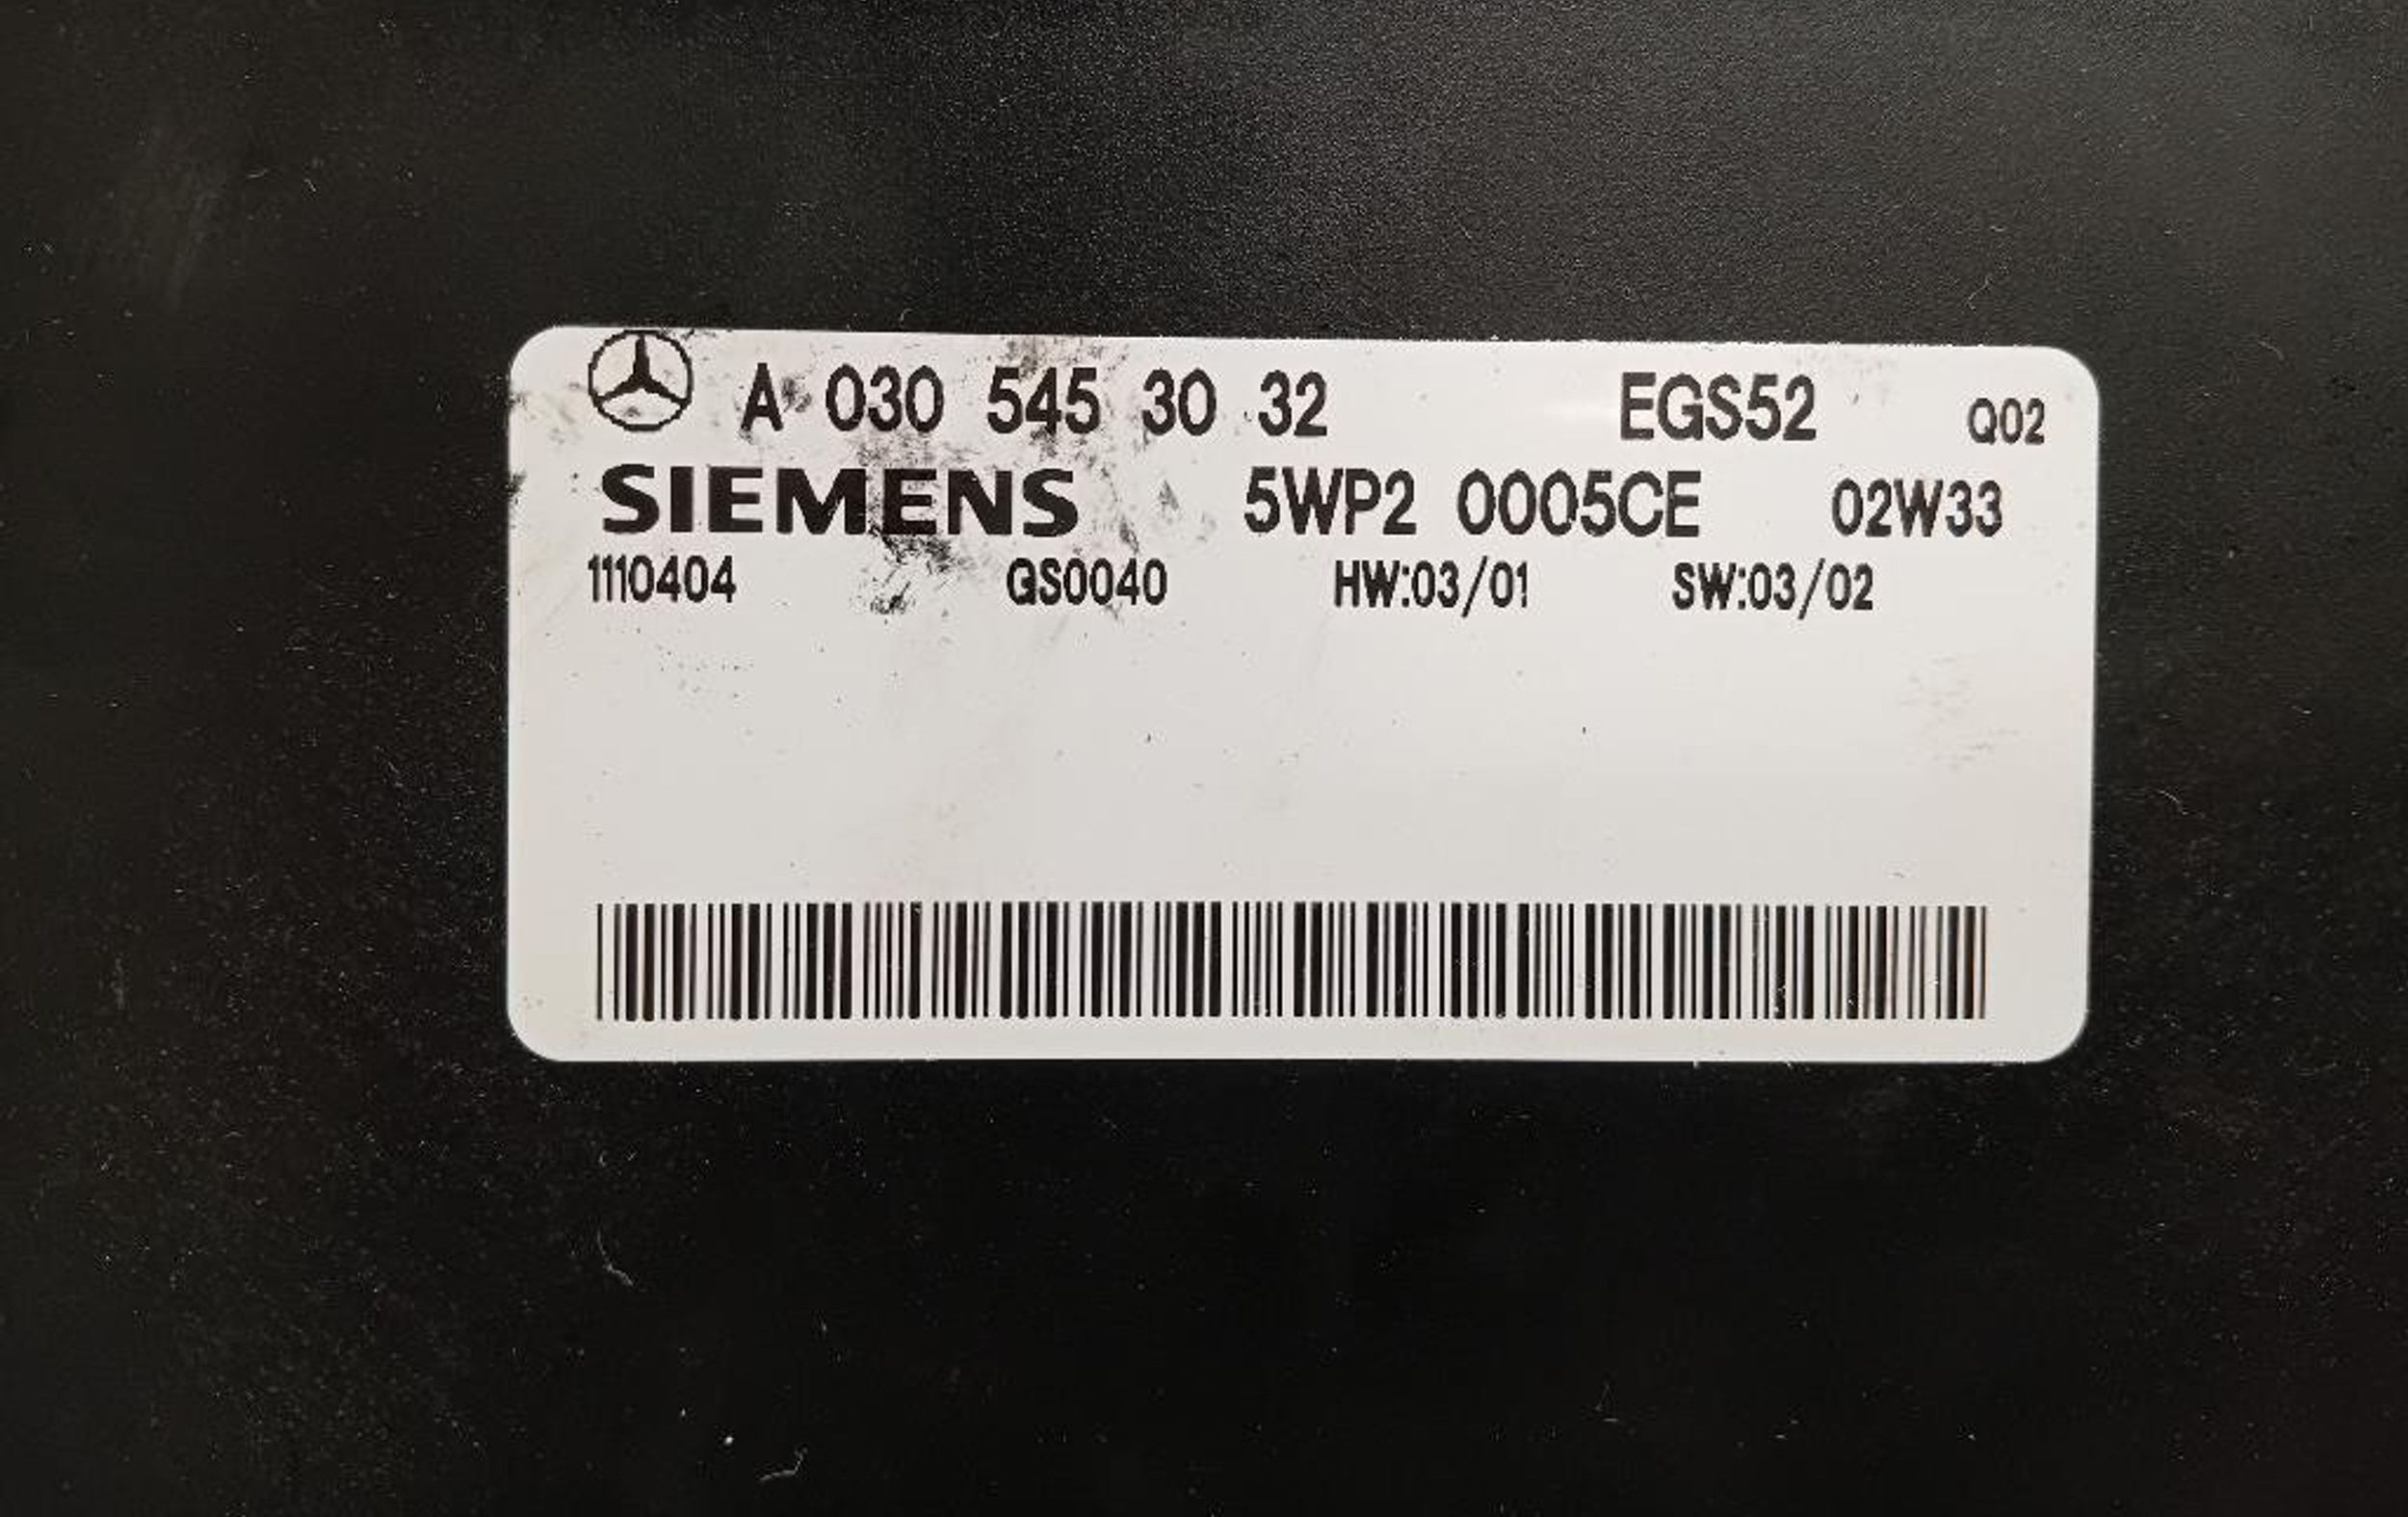 A 030 545 30 32 EGS52 Q02
SIEMENS 5WP2 0005CE 02W33
1110404 GS0040 HW:03/01 SW:03/02